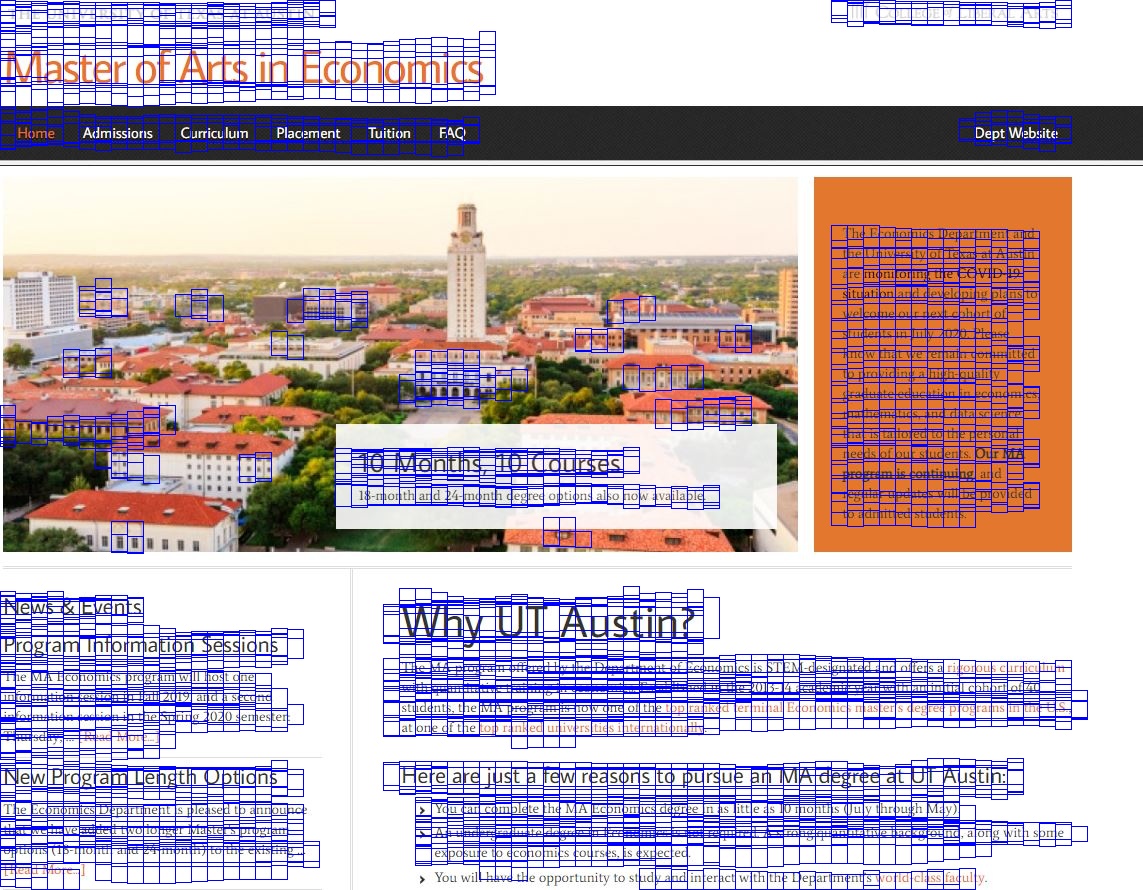 THE UNIVERSITY OF TEXAS AT AUSTIN
College of Liberal Arts
Master of Arts in Economics
Home Admissions Curriculum Placement Tuition FAQ Dept Website
The Economics Department and
the University of Texas at Austin
are monitoring the COVID-19
situation and developing plans to
welcome our next cohort of
students in July 2020. Please
know that we remain committed
to providing a high-quality
graduate education in economics,
mathematics, and data science
that is tailored to the personal
needs of our students. Our MA
program is continuing, and
regular updates will be provided
to admitted students.
10 Months, 10 Courses
18-month and 24-month degree options also now available.
News & Events
Program Information Sessions
The MA Economics program will host one
information session in Fall 2019, and a second
information session in the Spring 2020 semester:
Thursday, ... [Read More...]
New Program Length Options
The Economics Department is pleased to announce
that we have added two longer Master's program
options (18-month and 24-month) to the existing ...
[Read More...]
Why UT Austin?
The MA program offered by the Department of Economics is STEM-designated and offers a rigorous curriculum
with quantitative training in economics. Established in the 2013-14 academic year with an initial cohort of 40
students, the MA program is now one of the top ranked terminal Economics master's degree programs in the U.S.,
at one of the top ranked universities internationally.
Here are just a few reasons to pursue an MA degree at UT Austin:
You can complete the MA Economics degree in as little as 10 months (July through May).
An undergraduate degree in Economics is not required. A strong quantitative background, along with some
exposure to economics courses, is expected.
You will have the opportunity to study and interact with the Department's world-class faculty.